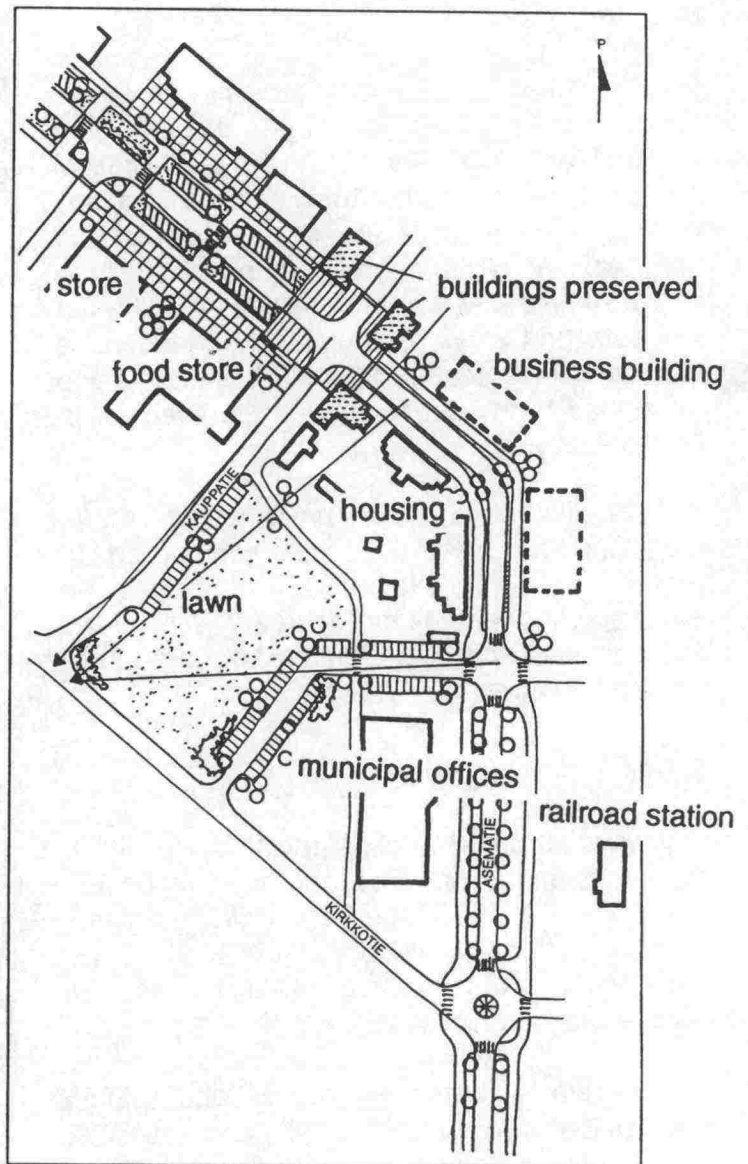 P
buildings preserved
store
food store
business building
KAUPPATIE
housing
lawn
municipal offices
railroad station
ASEMATIE
KIRKKOTIE